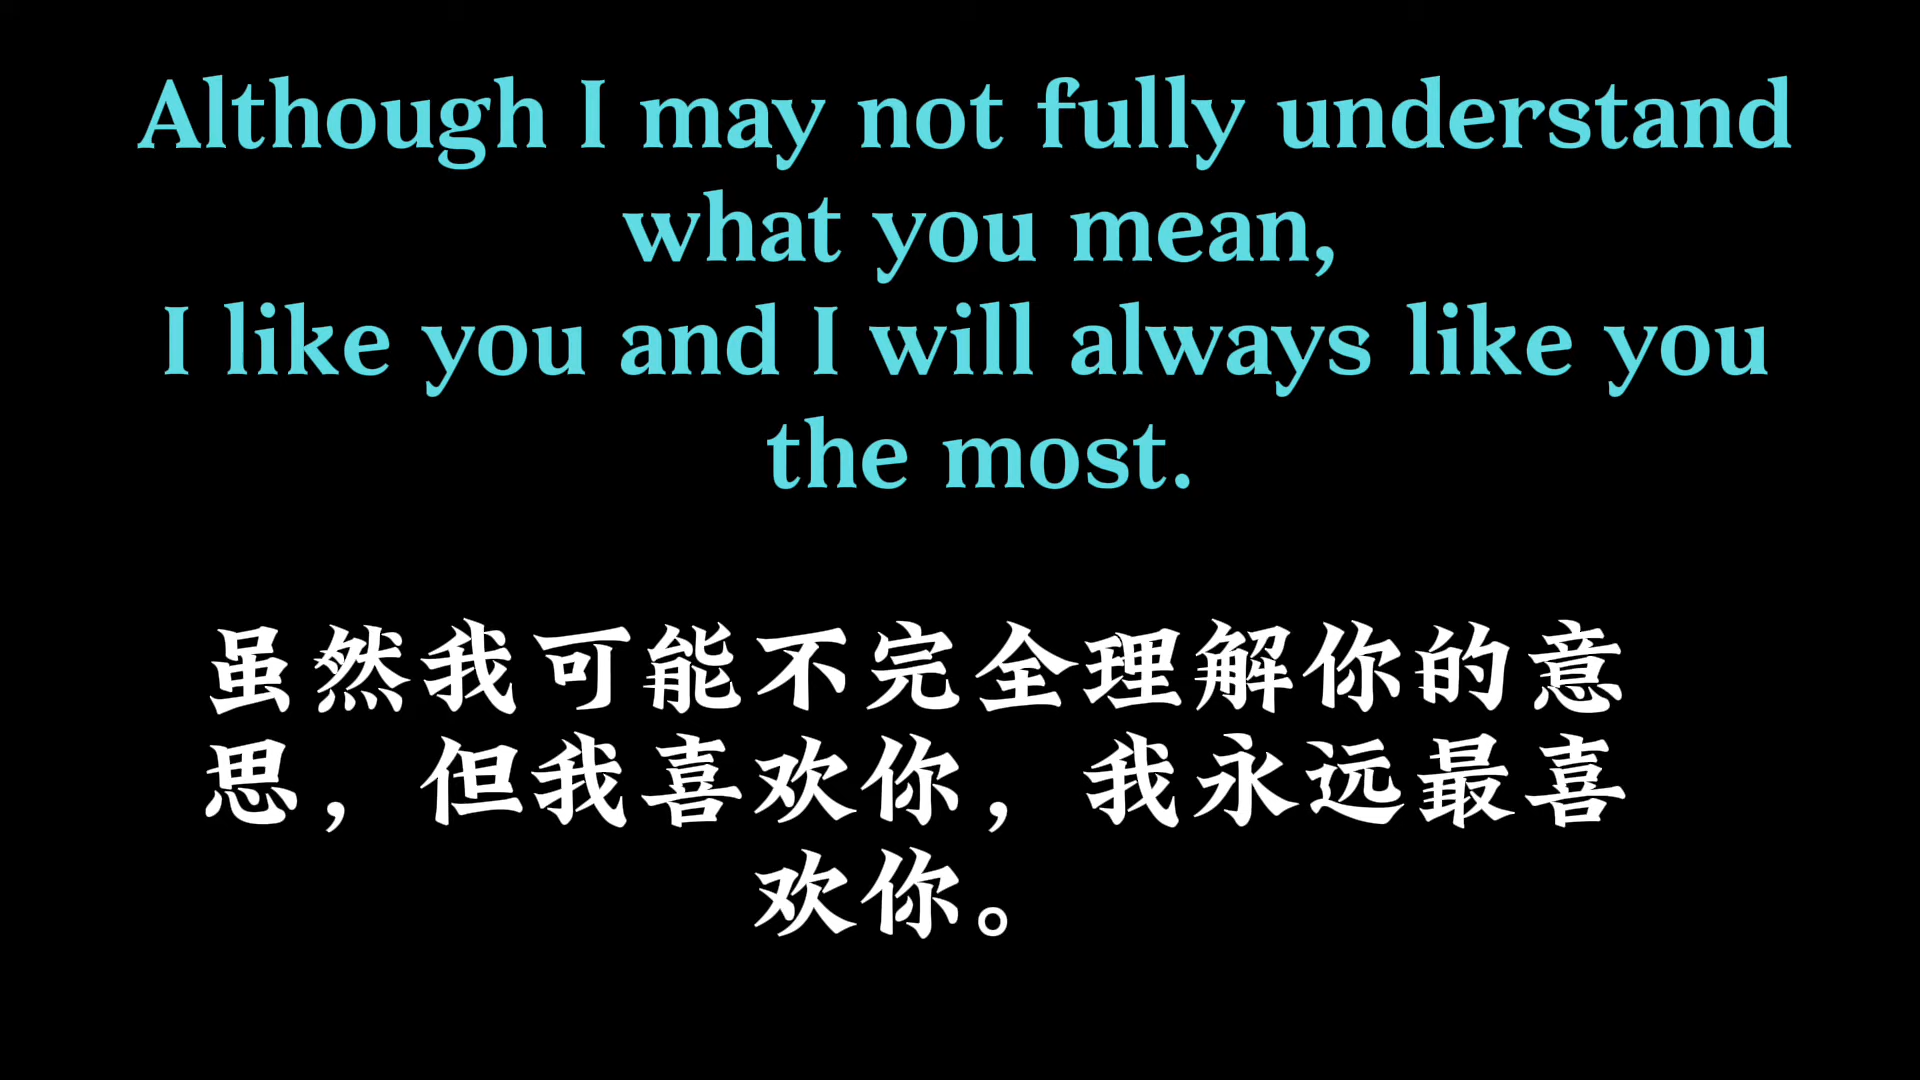 Although I may not fully understand
what you mean,
I like you and I will always like you
the most.
虽然我可能不完全理解你的意
思，但我喜欢你，我永远最喜
欢你。